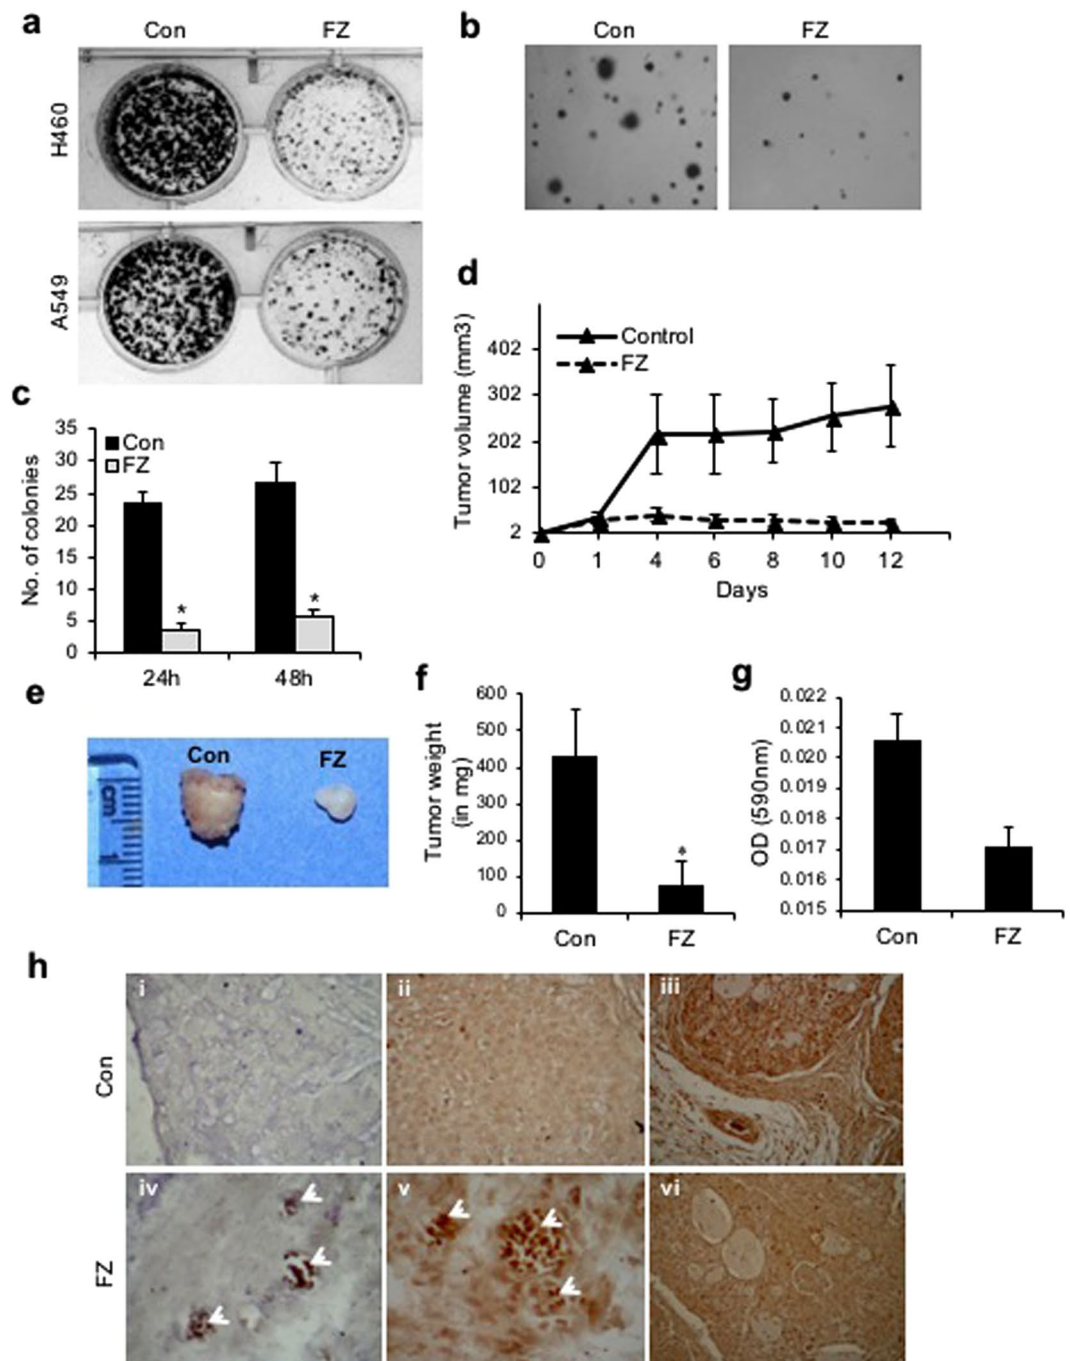 a
Con FZ
H460
A549
b
Con FZ
c
35
30
25
20
15
10
5
0
No. of colonies
Con
FZ
*
*
24h 48h
d
Tumor volume (mm3)
402
302
202
102
2
Control
FZ
0 1 4 6 8 10 12
Days
e
Con
FZ
cm
1
f
Tumor weight
(in mg)
600
500
400
300
200
100
0
*
Con FZ
g
OD (590nm)
0.022
0.021
0.020
0.019
0.018
0.017
0.016
0.015
Con FZ
h
Con
i ii iii
FZ
iv v vi